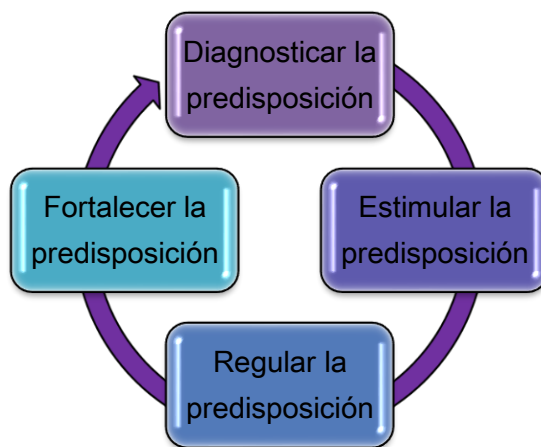 Diagnosticar la
predisposición
Estimular la
predisposición
Regular la
predisposición
Fortalecer la
predisposición